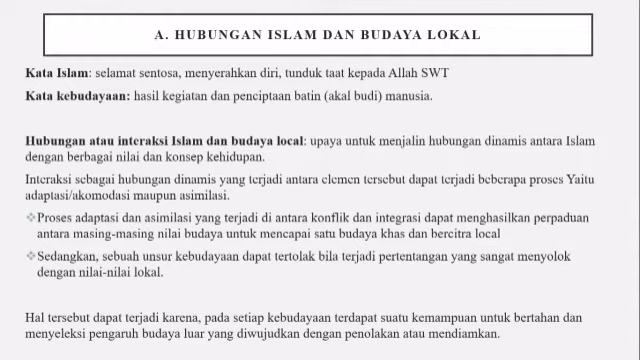 A. HUBUNGAN ISLAM DAN BUDAYA LOKAL
Kata Islam: selamat sentosa, menyerahkan diri, tunduk taat kepada Allah SWT
Kata kebudayaan: hasil kegiatan dan penciptaan batin (akal budi) manusia.
Hubungan atau interaksi Islam dan budaya local: upaya untuk menjalin hubungan dinamis antara Islam
dengan berbagai nilai dan konsep kehidupan.
Interaksi sebagai hubungan dinamis yang terjadi antara elemen tersebut dapat terjadi beberapa proses Yaitu
adaptasi/akomodasi maupun asimilasi.
❖Proses adaptasi dan asimilasi yang terjadi di antara konflik dan integrasi dapat menghasilkan perpaduan
antara masing-masing nilai budaya untuk mencapai satu budaya khas dan bercitra local
❖Sedangkan, sebuah unsur kebudayaan dapat tertolak bila terjadi pertentangan yang sangat menyolok
dengan nilai-nilai lokal.
Hal tersebut dapat terjadi karena, pada setiap kebudayaan terdapat suatu kemampuan untuk bertahan dan
menyeleksi pengaruh budaya luar yang diwujudkan dengan penolakan atau mendiamkan.